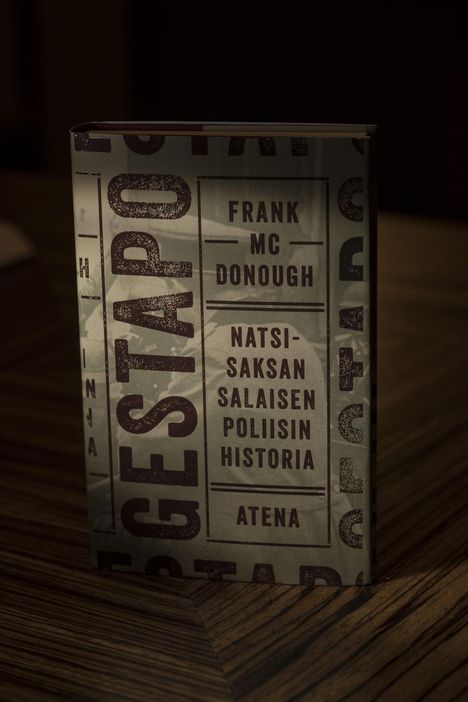 GESTAPO
FRANK
MC
DONOUGH
NATSI-
SAKSAN
SALAISEN
POLIISIN
HISTORIA
ATENA